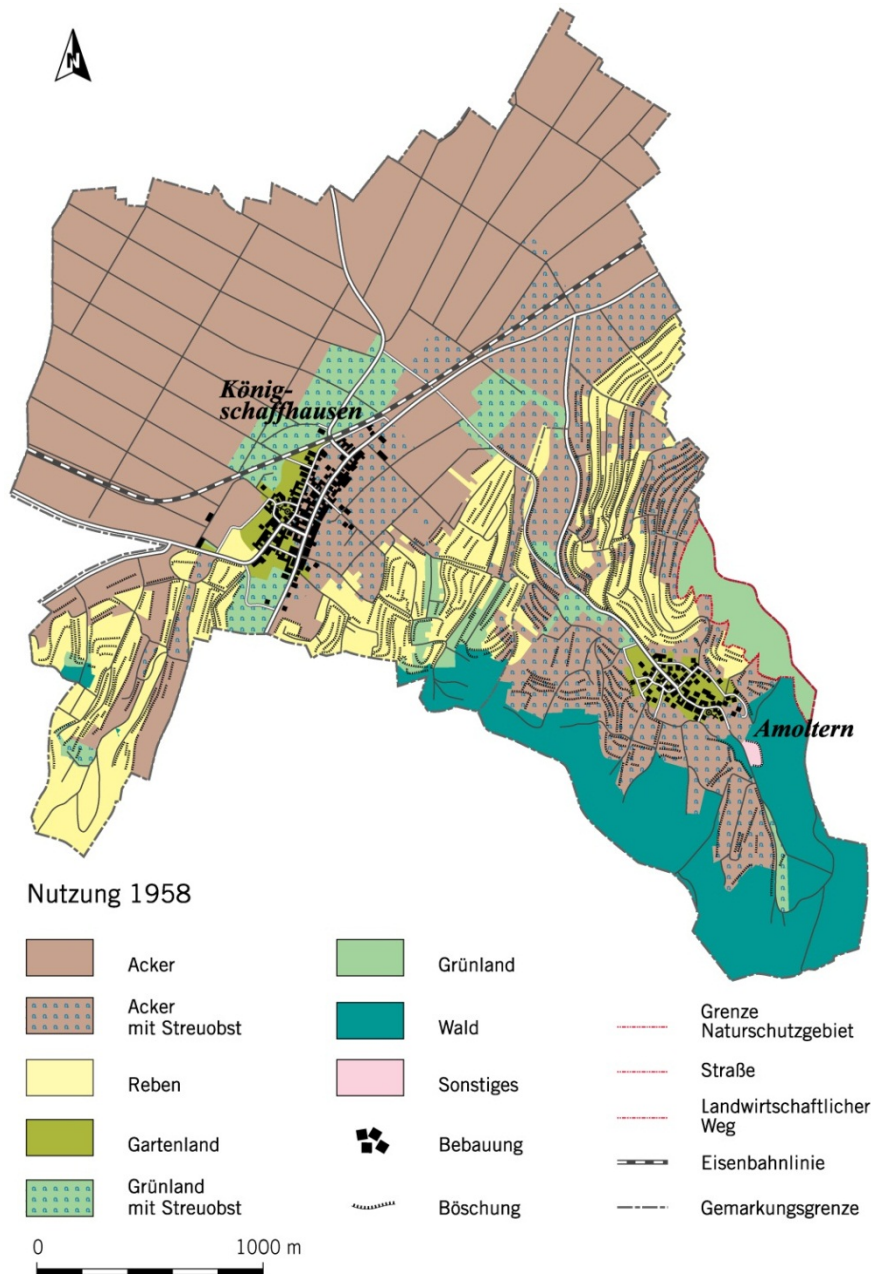 N
König-
schaffhausen
Amoltern
Nutzung 1958
Acker
Acker
mit Streuobst
Reben
Gartenland
Grünland
mit Streuobst
Grünland
Wald
Sonstiges
Bebauung
Böschung
Grenze
Naturschutzgebiet
Straße
Landwirtschaftlicher
Weg
Eisenbahnlinie
Gemarkungsgrenze
0 1000 m